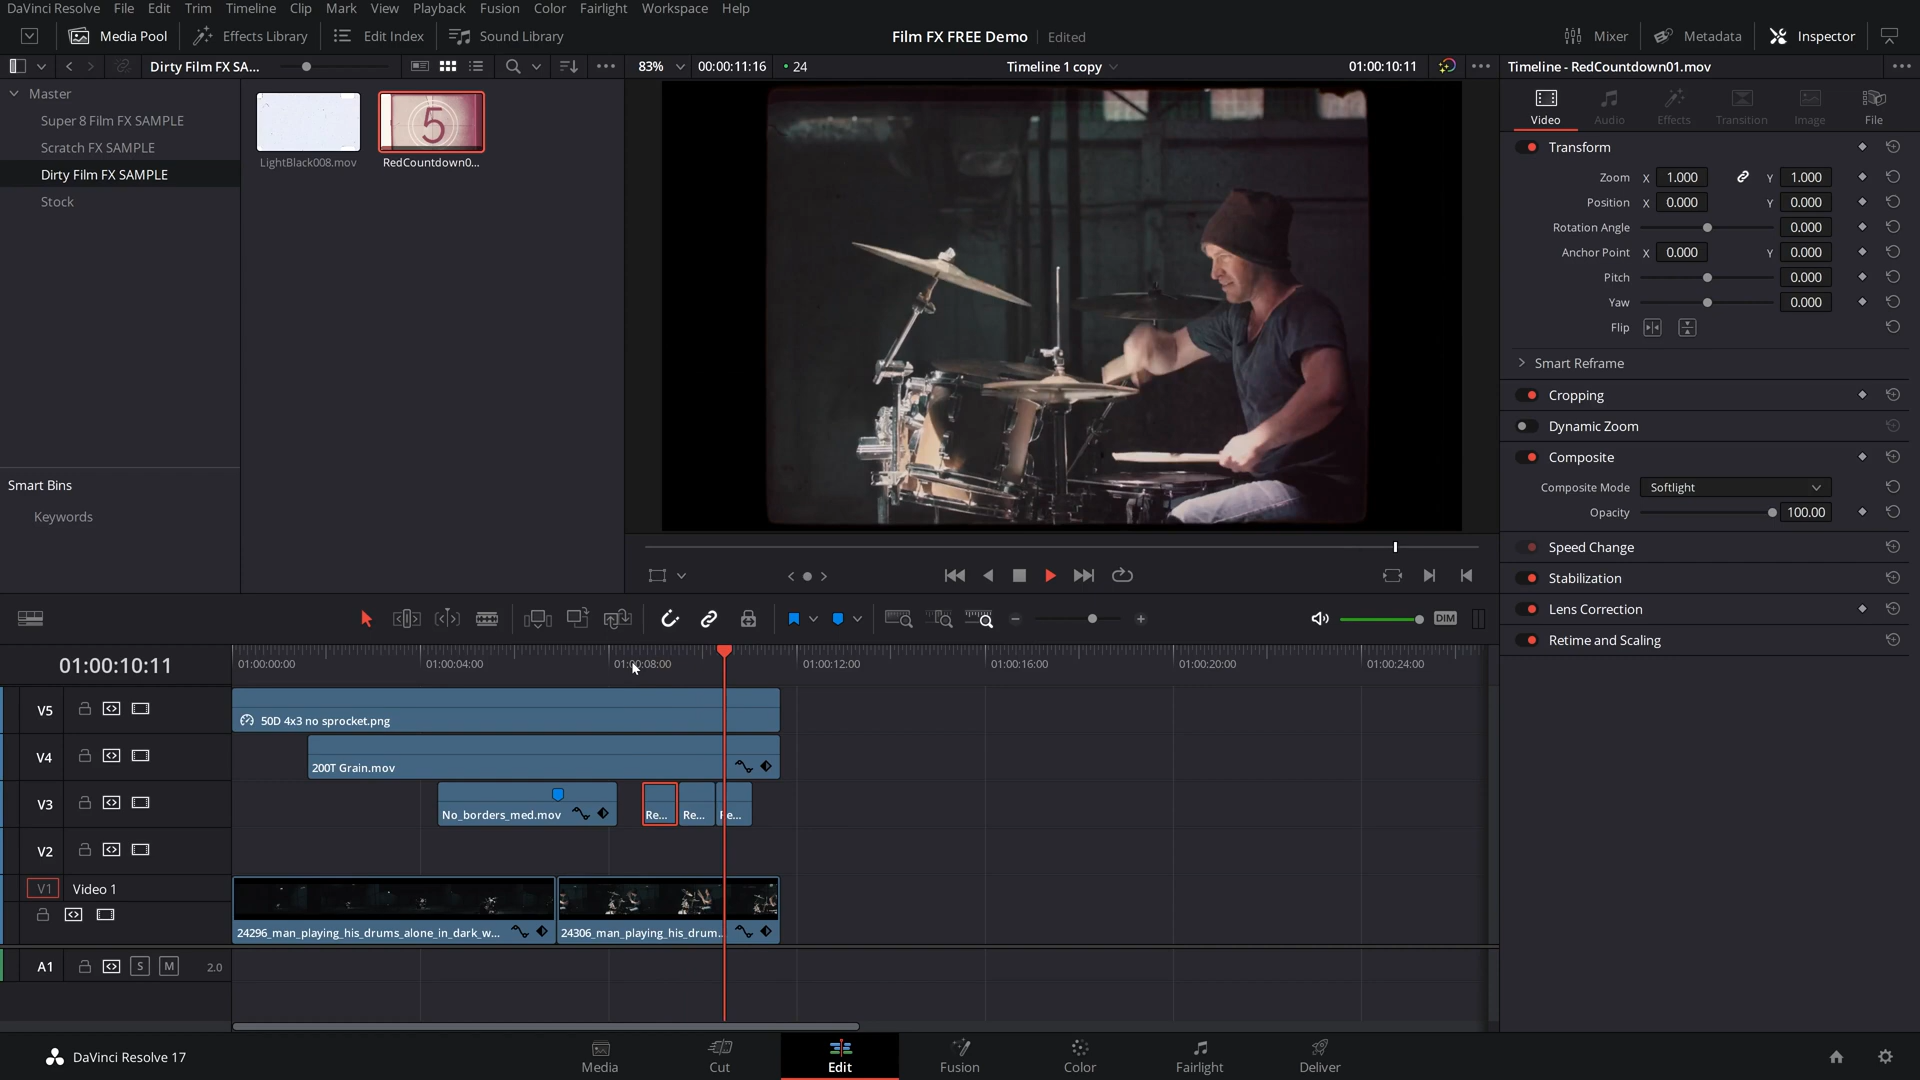 DaVinci Resolve File Edit Trim Timeline Clip Mark View Playback Fusion Color Fairlight Workspace Help
Media Pool Effects Library Edit Index Sound Library Film FX FREE Demo Edited Mixer Metadata Inspector
Dirty Film FX SA... 83% 00:00:11:16 24 Timeline 1 copy 01:00:10:11 Timeline - RedCountdown01.mov
Master
Super 8 Film FX SAMPLE
Scratch FX SAMPLE
Dirty Film FX SAMPLE
Stock
5
LightBlack008.mov RedCountdown0...
Smart Bins
Keywords
Video Audio Effects Transition Image File
Transform
Zoom X 1.000 Y 1.000
Position X 0.000 Y 0.000
Rotation Angle 0.000
Anchor Point X 0.000 Y 0.000
Pitch 0.000
Yaw 0.000
Flip
Smart Reframe
Cropping
Dynamic Zoom
Composite
Composite Mode Softlight
Opacity 100.00
Speed Change
Stabilization
Lens Correction
Retime and Scaling
DIM
01:00:10:11 01:00:00:00 01:00:04:00 01:00:08:00 01:00:12:00 01:00:16:00 01:00:20:00 01:00:24:00
V5 50D 4x3 no sprocket.png
V4 200T Grain.mov
V3 No_borders_med.mov Re... Re... Re...
V2
V1 Video 1
24296_man_playing_his_drums_alone_in_dark_w... 24306_man_playing_his_drum...
A1 S M 2.0
DaVinci Resolve 17 Media Cut Edit Fusion Color Fairlight Deliver